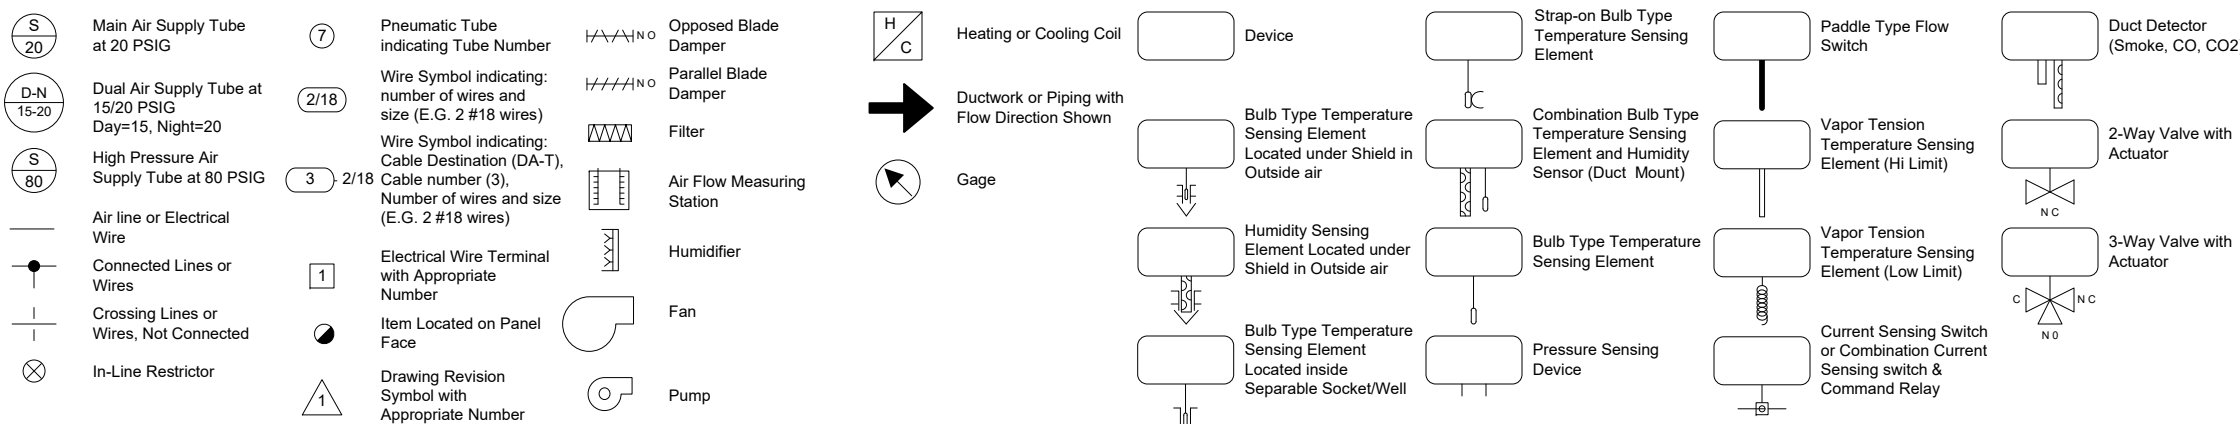 S
20
Main Air Supply Tube
at 20 PSIG
D-N
15-20
Dual Air Supply Tube at
15/20 PSIG
Day=15, Night=20
S
80
High Pressure Air
Supply Tube at 80 PSIG
Air line or Electrical
Wire
Connected Lines or
Wires
Crossing Lines or
Wires, Not Connected
In-Line Restrictor
7
Pneumatic Tube
indicating Tube Number
2/18
Wire Symbol indicating:
number of wires and
size (E.G. 2 #18 wires)
3
2/18
Wire Symbol indicating:
Cable Destination (DA-T),
Cable number (3),
Number of wires and size
(E.G. 2 #18 wires)
1
Electrical Wire Terminal
with Appropriate
Number
Item Located on Panel
Face
1
Drawing Revision
Symbol with
Appropriate Number
N O
Opposed Blade
Damper
N O
Parallel Blade
Damper
Filter
Air Flow Measuring
Station
Humidifier
Fan
Pump
H
C
Heating or Cooling Coil
Ductwork or Piping with
Flow Direction Shown
Gage
Device
Bulb Type Temperature
Sensing Element
Located under Shield in
Outside air
Humidity Sensing
Element Located under
Shield in Outside air
Bulb Type Temperature
Sensing Element
Located inside
Separable Socket/Well
Strap-on Bulb Type
Temperature Sensing
Element
Combination Bulb Type
Temperature Sensing
Element and Humidity
Sensor (Duct Mount)
Bulb Type Temperature
Sensing Element
Pressure Sensing
Device
Paddle Type Flow
Switch
Vapor Tension
Temperature Sensing
Element (Hi Limit)
Vapor Tension
Temperature Sensing
Element (Low Limit)
Current Sensing Switch
or Combination Current
Sensing switch &
Command Relay
Duct Detector
(Smoke, CO, CO2
2-Way Valve with
Actuator
N C
3-Way Valve with
Actuator
C
N C
N 0